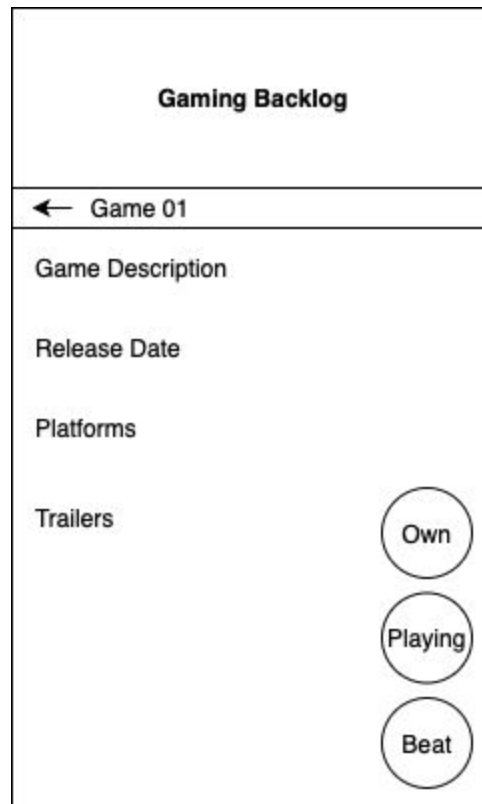 Gaming Backlog
Game 01
Game Description
Release Date
Platforms
Trailers
Own
Playing
Beat